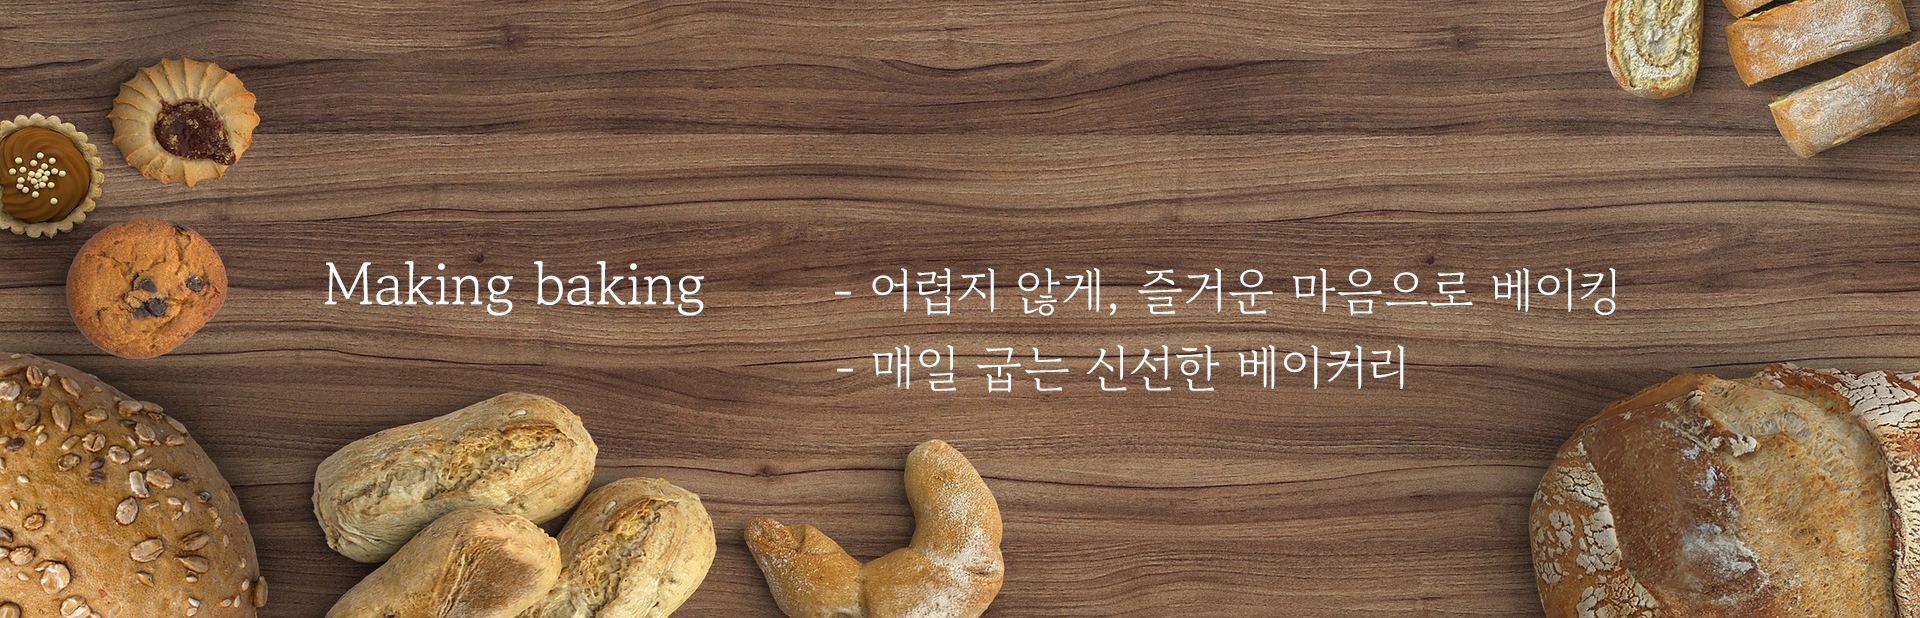 Making baking
- 어렵지 않게, 즐거운 마음으로 베이킹
- 매일 굽는 신선한 베이커리